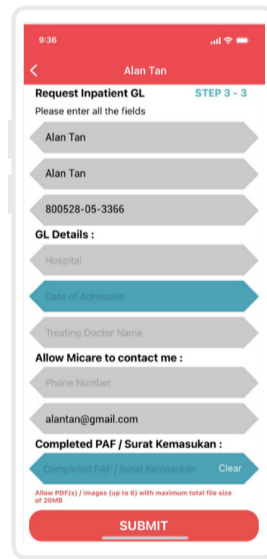 9:36
Alan Tan
Request Inpatient GL STEP 3 - 3
Please enter all the fields
Alan Tan
Alan Tan
800528-05-3366
GL Details :
Hospital
Date of Admission
Treating Doctor Name
Allow Micare to contact me :
Phone Number
alantan@gmail.com
Completed PAF / Surat Kemasukan :
Completed PAF / Surat Kemasukan Clear
Allow PDF(s) / images (up to 6) with maximum total file size
of 20MB
SUBMIT